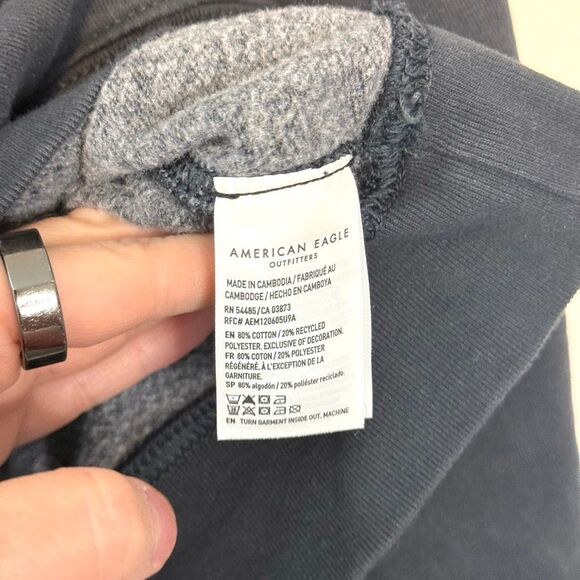 AMERICAN EAGLE
OUTFITTERS
MADE IN CAMBODIA / FABRIQUÉ AU
CAMBODGE / HECHO EN CAMBOYA
RN 54485/CA 03873
RFC# AEM120605U9A
EN 80% COTTON / 20% RECYCLED
POLYESTER. EXCLUSIVE OF DECORATION.
FR 80% COTON / 20% POLYESTER
RÉGÉNÉRÉ. À L'EXCEPTION DE LA
GARNITURE.
SP 80% algodón / 20% poliéster reciclado.
EN TURN GARMENT INSIDE OUT. MACHINE